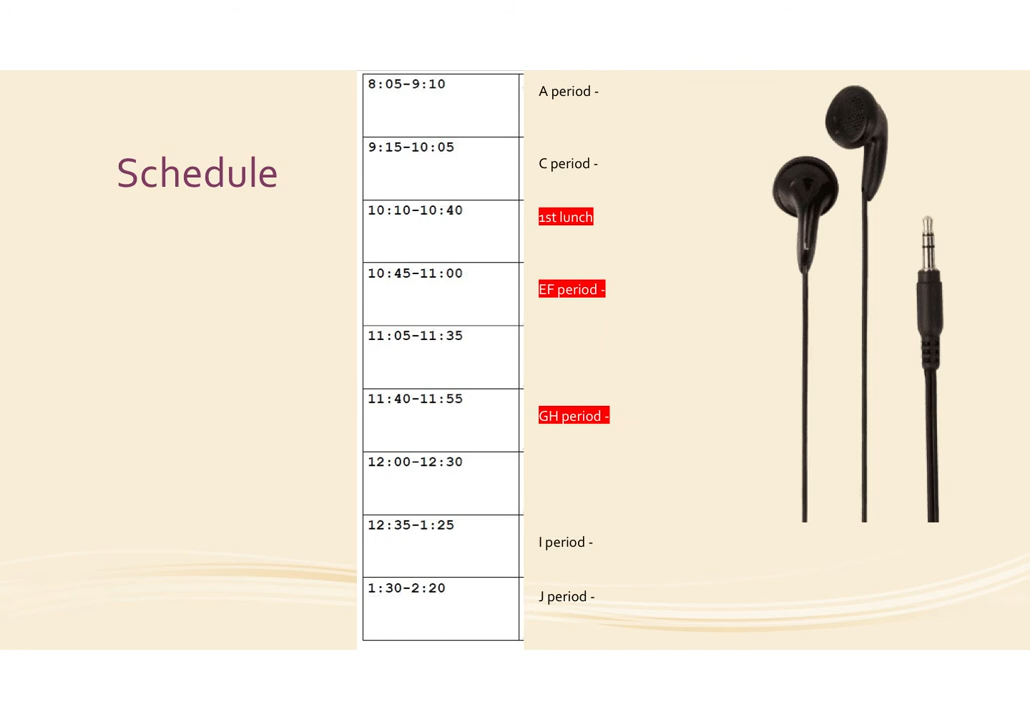 Schedule
8:05-9:10
A period -
9:15-10:05
C period -
10:10-10:40
1st lunch
10:45-11:00
EF period -
11:05-11:35
11:40-11:55
GH period -
12:00-12:30
12:35-1:25
I period -
1:30-2:20
J period -